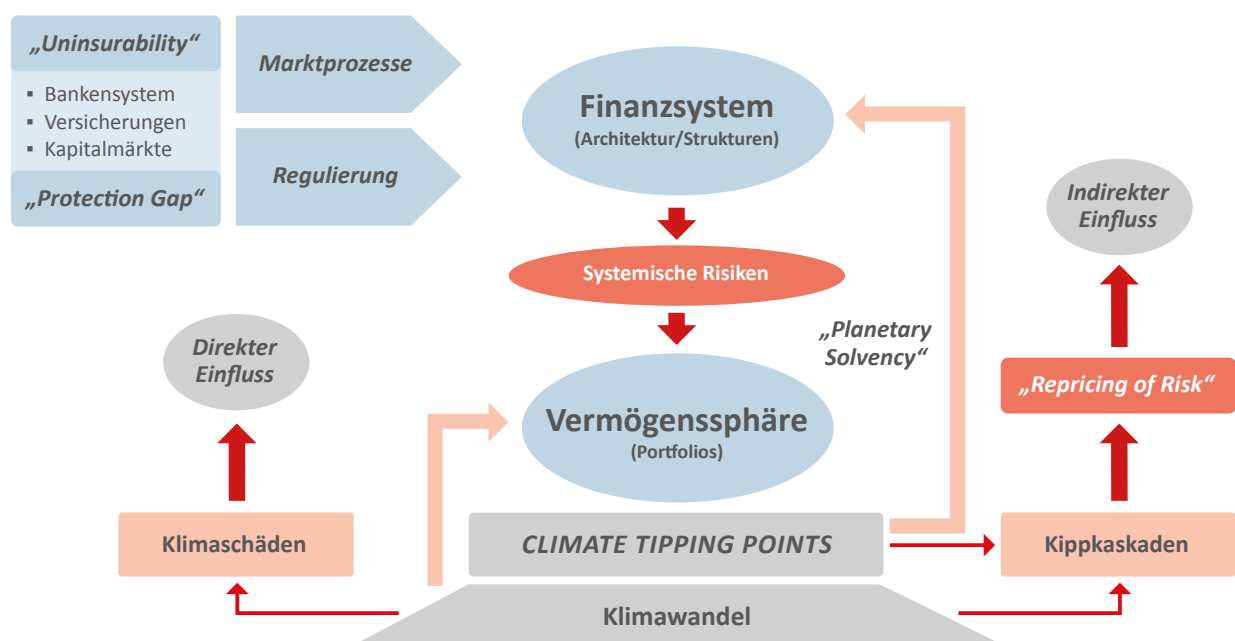 „Uninsurability“
▪ Bankensystem
▪ Versicherungen
▪ Kapitalmärkte
„Protection Gap“
Marktprozesse
Regulierung
Finanzsystem
(Architektur/Strukturen)
Systemische Risiken
„Planetary
Solvency“
Vermögenssphäre
(Portfolios)
Indirekter
Einfluss
„Repricing of Risk“
Direkter
Einfluss
Klimaschäden
CLIMATE TIPPING POINTS
Kippkaskaden
Klimawandel